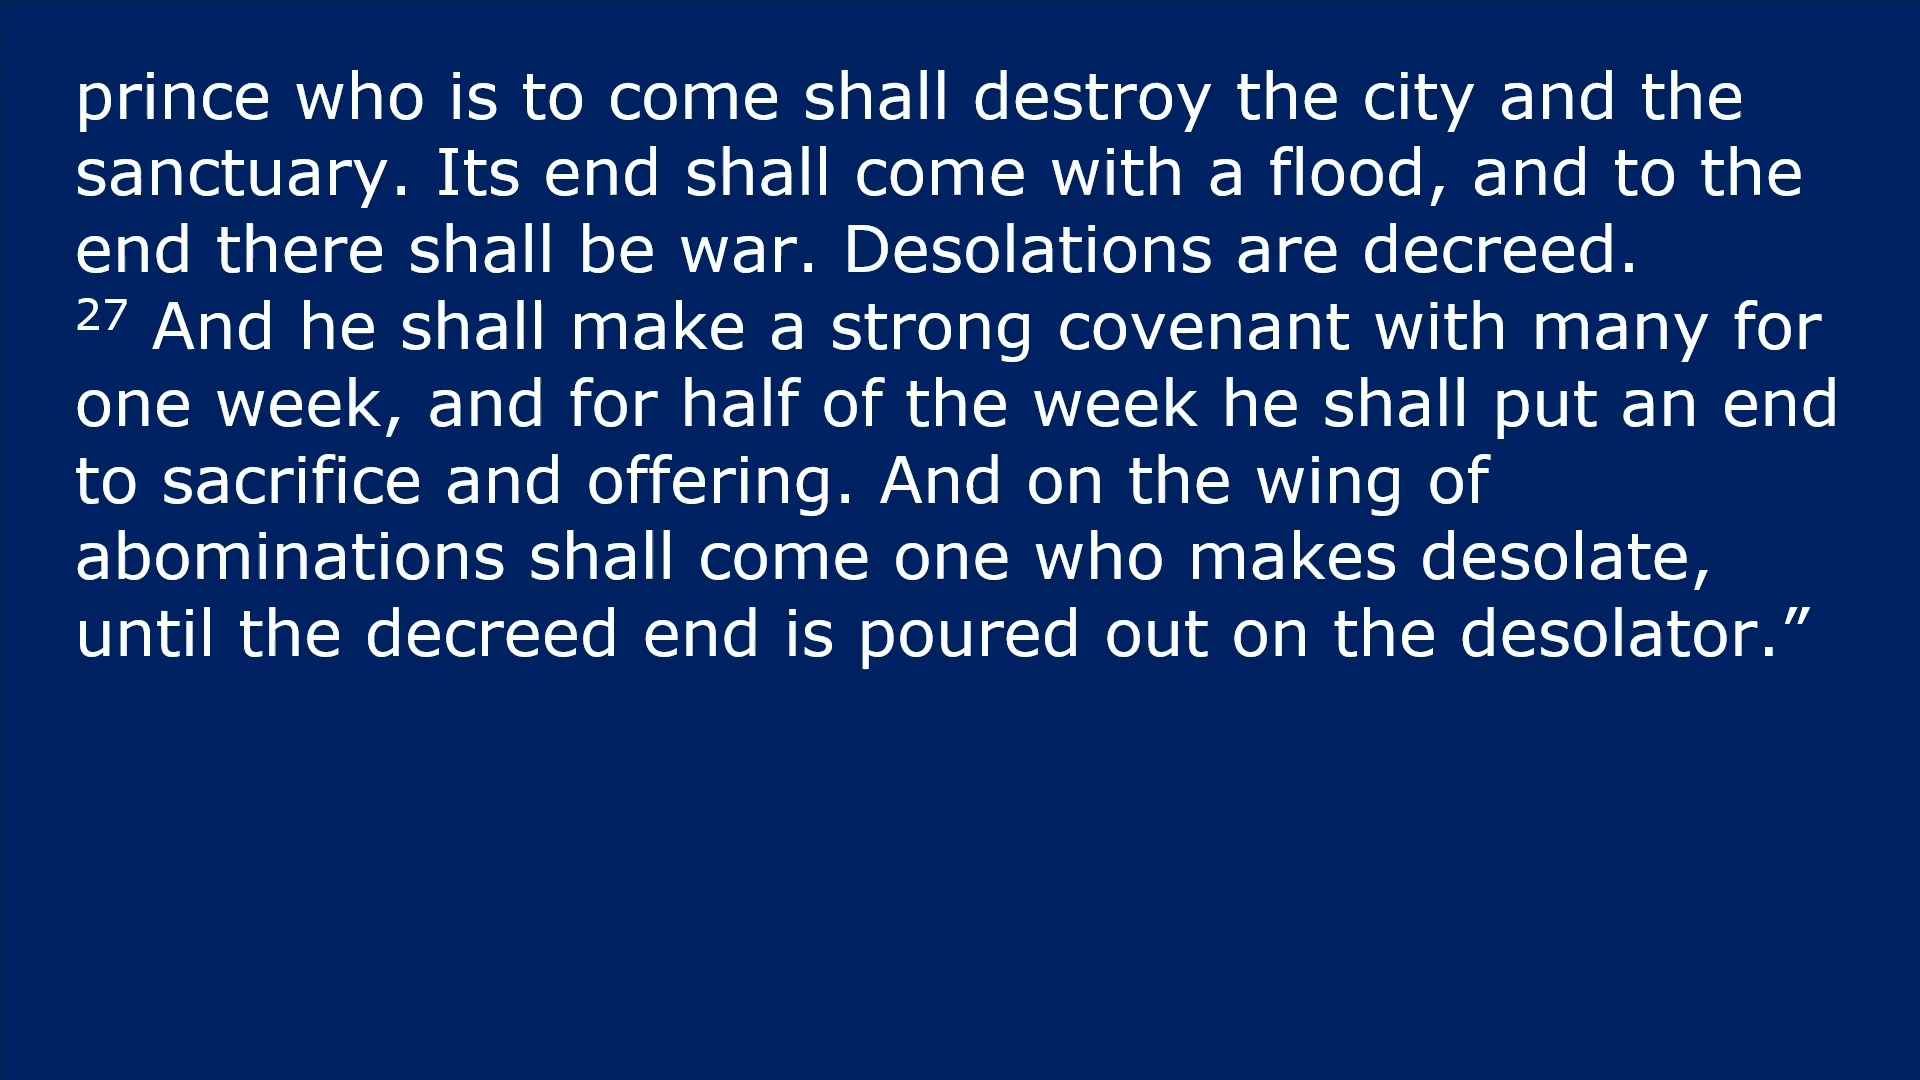 prince who is to come shall destroy the city and the
sanctuary. Its end shall come with a flood, and to the
end there shall be war. Desolations are decreed.
27 And he shall make a strong covenant with many for
one week, and for half of the week he shall put an end
to sacrifice and offering. And on the wing of
abominations shall come one who makes desolate,
until the decreed end is poured out on the desolator.”